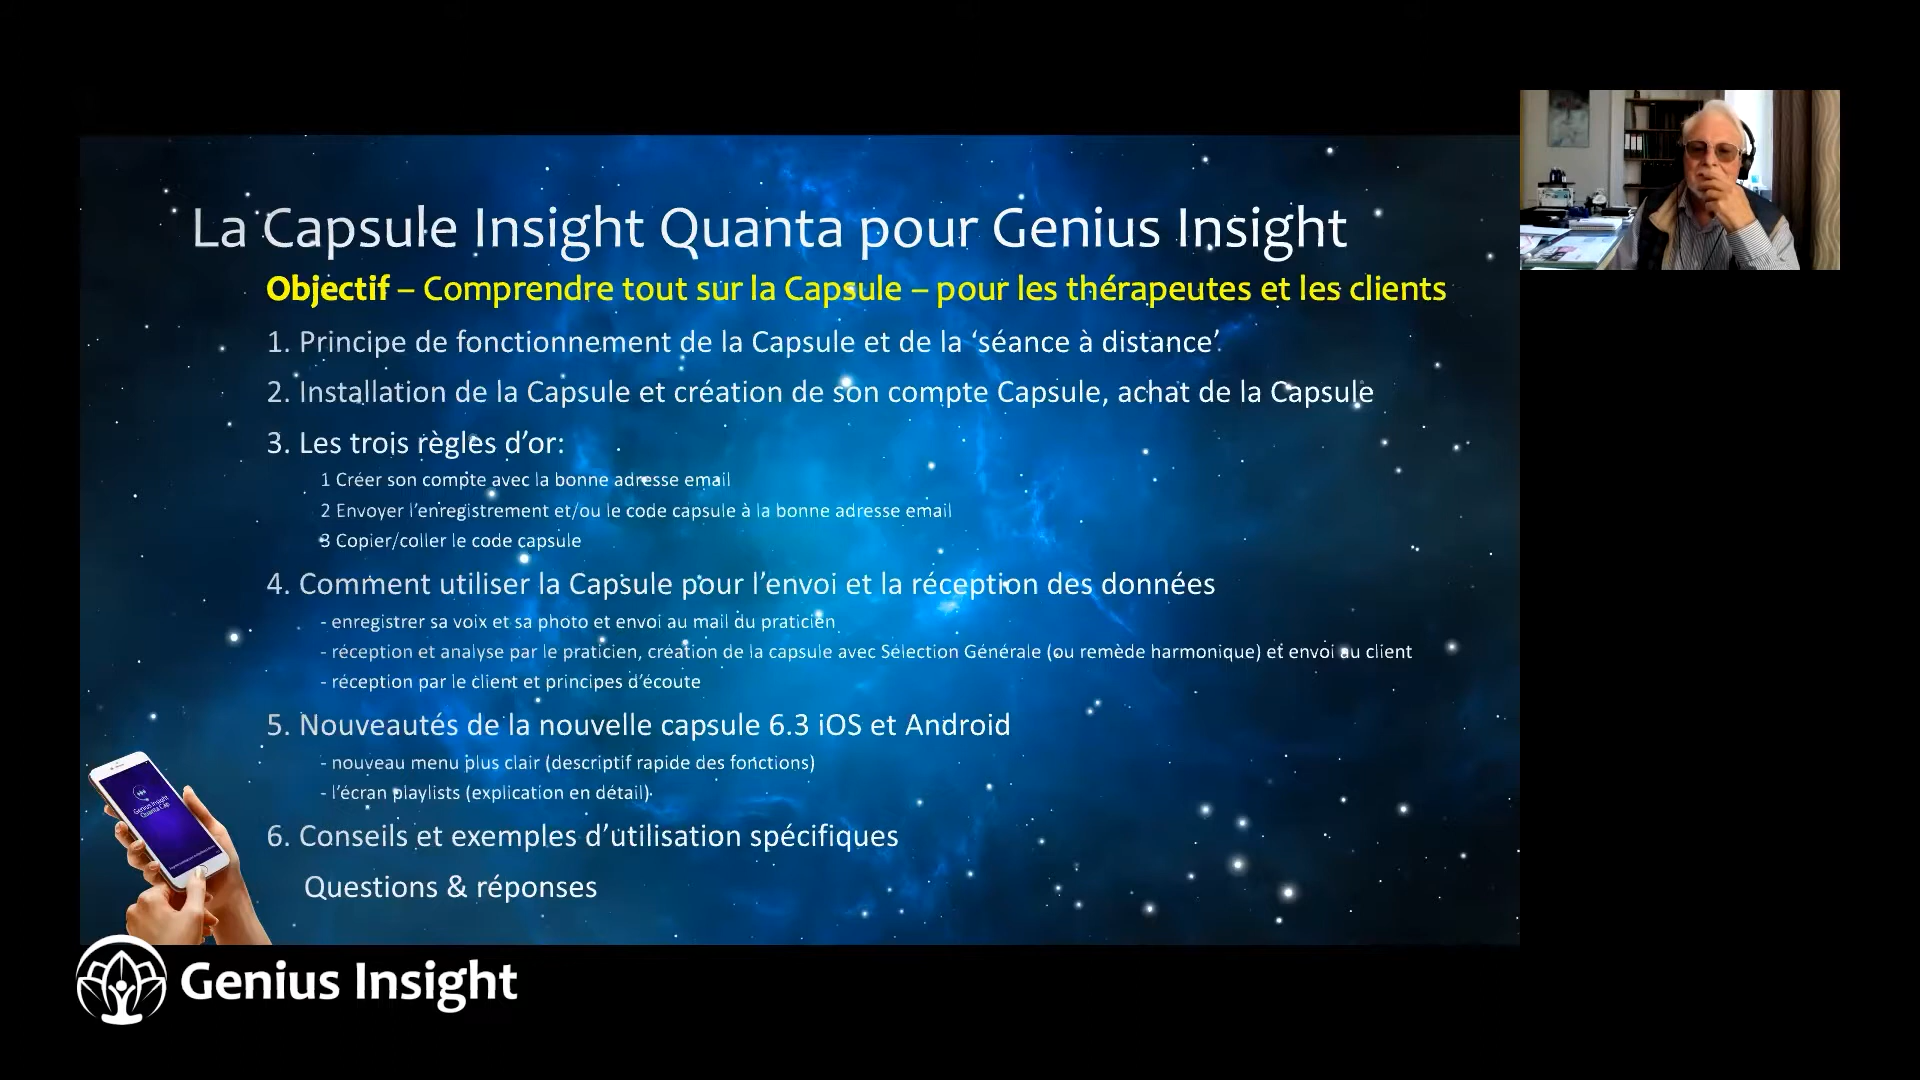 La Capsule Insight Quanta pour Genius Insight
Objectif – Comprendre tout sur la Capsule – pour les thérapeutes et les clients
1. Principe de fonctionnement de la Capsule et de la ‘séance à distance’.
2. Installation de la Capsule et création de son compte Capsule, achat de la Capsule
3. Les trois règles d’or:
1 Créer son compte avec la bonne adresse email
2 Envoyer l’enregistrement et/ou le code capsule à la bonne adresse email
3 Copier/coller le code capsule
4. Comment utiliser la Capsule pour l’envoi et la réception des données
- enregistrer sa voix et sa photo et envoi au mail du praticien
- réception et analyse par le praticien, création de la capsule avec Sélection Générale (ou remède harmonique) et envoi au client
- réception par le client et principes d’écoute
5. Nouveautés de la nouvelle capsule 6.3 iOS et Android
- nouveau menu plus clair (descriptif rapide des fonctions)
- l’écran playlists (explication en détail)
6. Conseils et exemples d’utilisation spécifiques
Questions & réponses
Genius Insight
Quanta Cap
Genius Insight